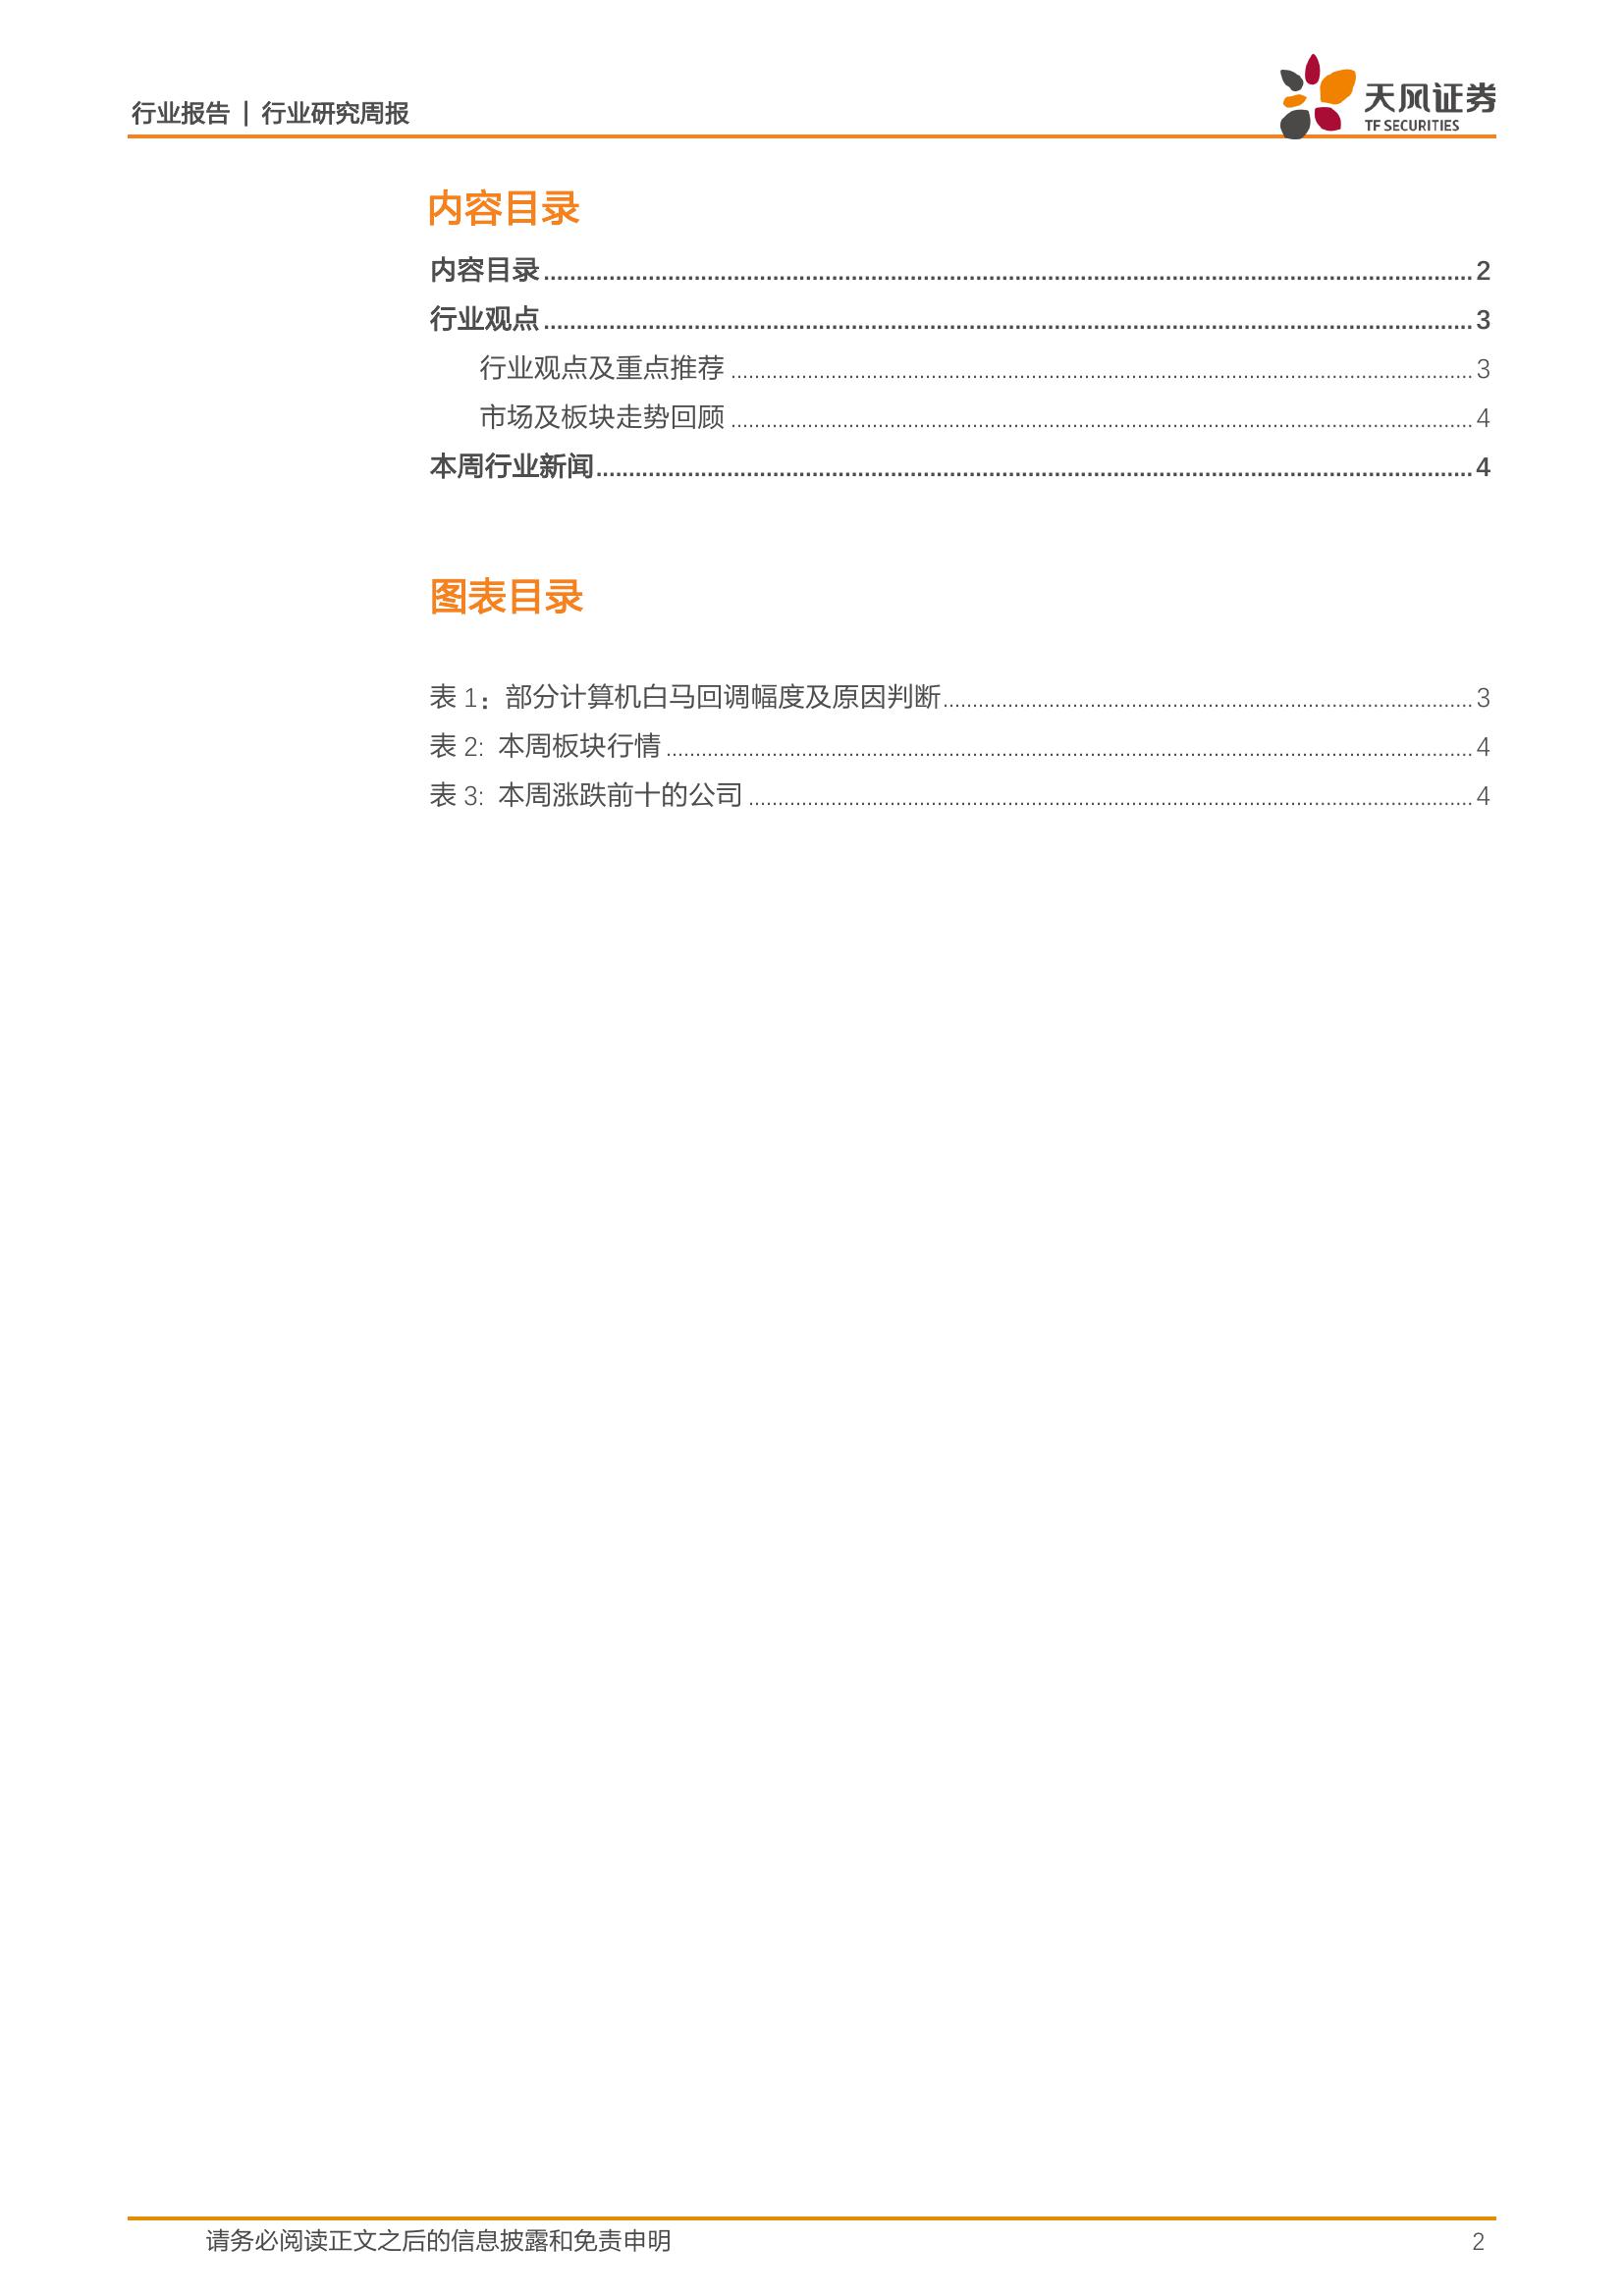 行业报告 | 行业研究周报
天风证券
TF SECURITIES
内容目录
内容目录 2
行业观点 3
行业观点及重点推荐 3
市场及板块走势回顾 4
本周行业新闻 4
图表目录
表 1：部分计算机白马回调幅度及原因判断 3
表 2: 本周板块行情 4
表 3: 本周涨跌前十的公司 4
请务必阅读正文之后的信息披露和免责申明 2